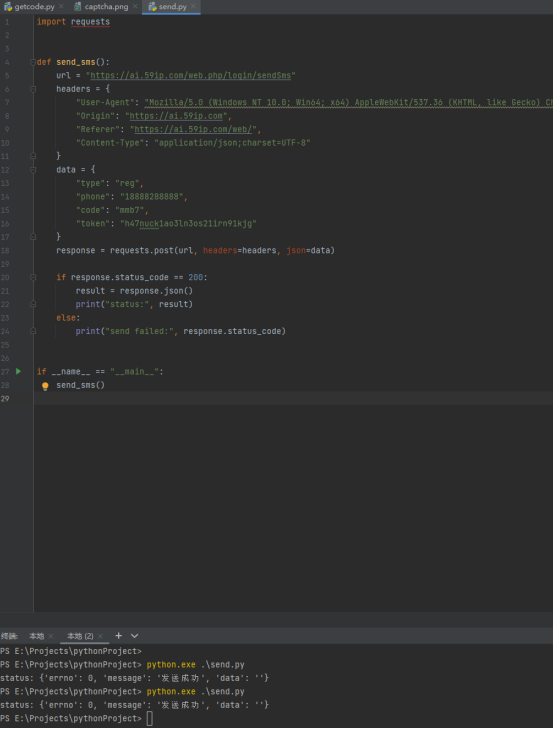 getcode.py × captcha.png × send.py ×
1 import requests
2
3
4 def send_sms():
5 url = "https://ai.59ip.com/web.php/login/sendSms"
6 headers = {
7 "User-Agent": "Mozilla/5.0 (Windows NT 10.0; Win64; x64) AppleWebKit/537.36 (KHTML, like Gecko) Ch
8 "Origin": "https://ai.59ip.com",
9 "Referer": "https://ai.59ip.com/web/",
10 "Content-Type": "application/json;charset=UTF-8"
11 }
12 data = {
13 "type": "reg",
14 "phone": "18888288888",
15 "code": "mmb7",
16 "token": "h47nuck1ao3ln3os21irn91kjg"
17 }
18 response = requests.post(url, headers=headers, json=data)
19
20 if response.status_code == 200:
21 result = response.json()
22 print("status:", result)
23 else:
24 print("send failed:", response.status_code)
25
26
27 if __name__ == "__main__":
28 send_sms()
29
终端: 本地 × 本地 (2) × +
PS E:\Projects\pythonProject>
PS E:\Projects\pythonProject> python.exe .\send.py
status: {'errno': 0, 'message': '发送成功', 'data': ''}
PS E:\Projects\pythonProject> python.exe .\send.py
status: {'errno': 0, 'message': '发送成功', 'data': ''}
PS E:\Projects\pythonProject>